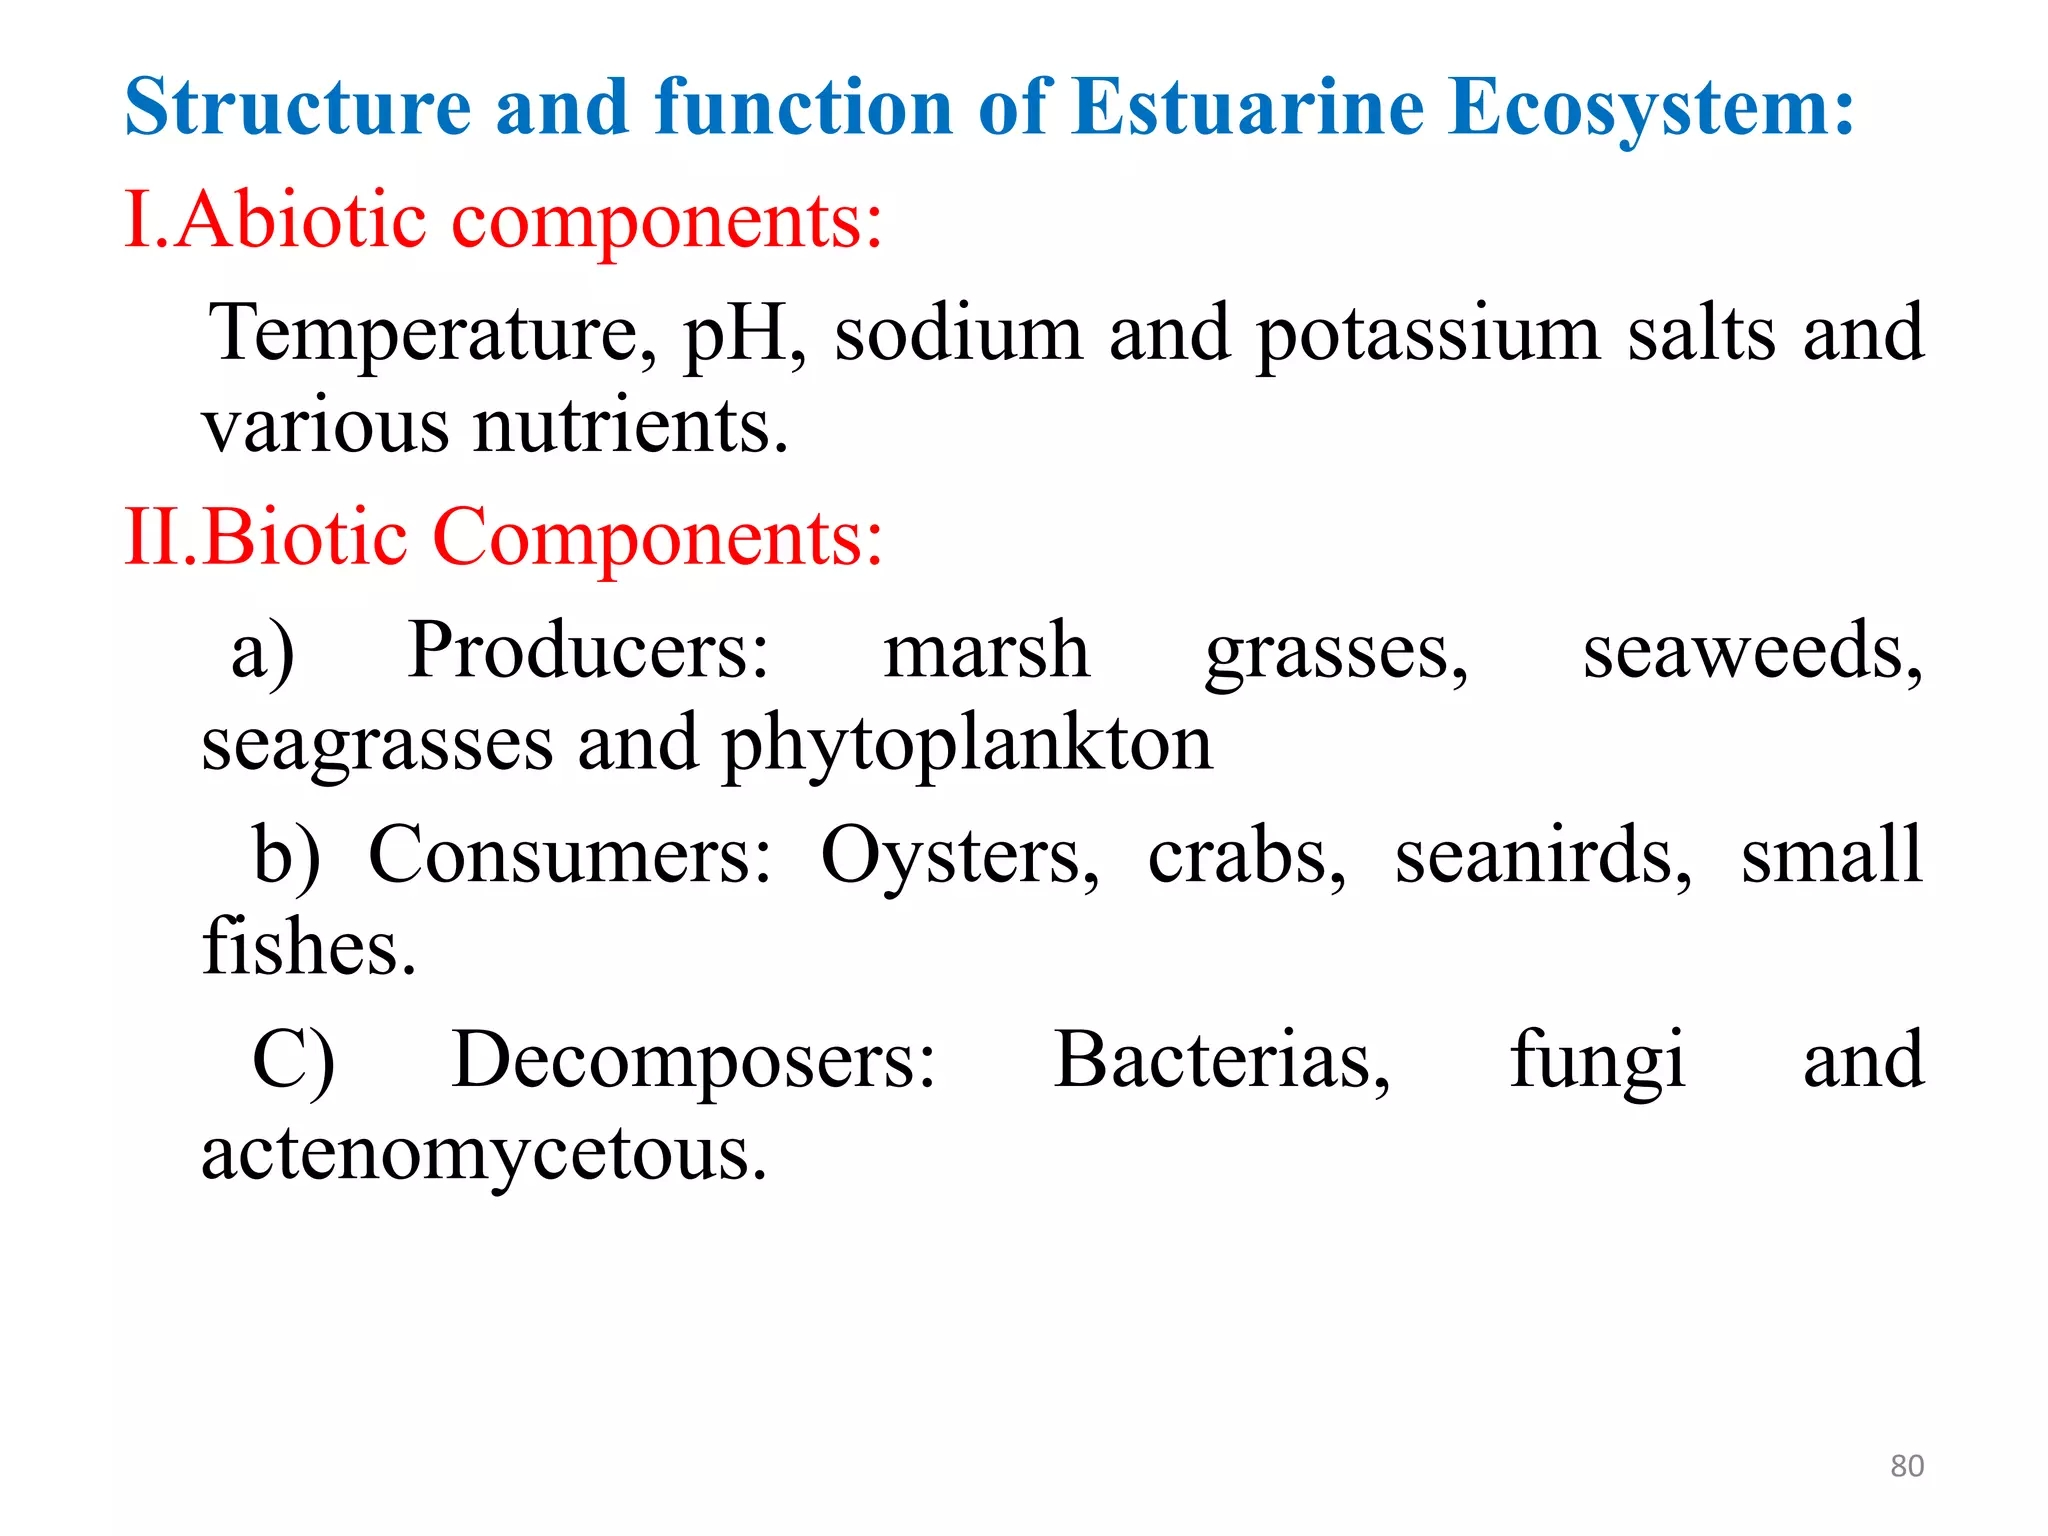 Structure and function of Estuarine Ecosystem:
I.Abiotic components:
Temperature, pH, sodium and potassium salts and
various nutrients.
II.Biotic Components:
a) Producers: marsh grasses, seaweeds,
seagrasses and phytoplankton
b) Consumers: Oysters, crabs, seanirds, small
fishes.
C) Decomposers: Bacterias, fungi and
actenomycetous.
80